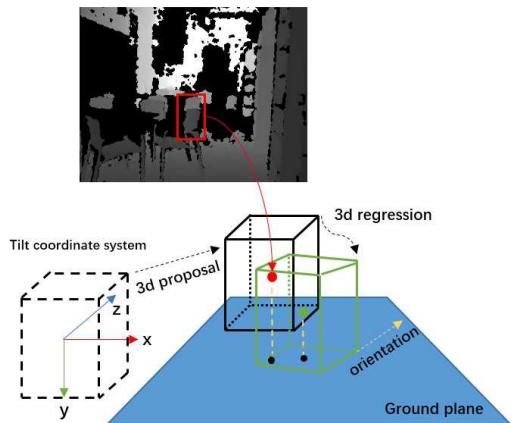 3d regression
Tilt coordinate system
3d proposal
z
x
y
orientation
Ground plane